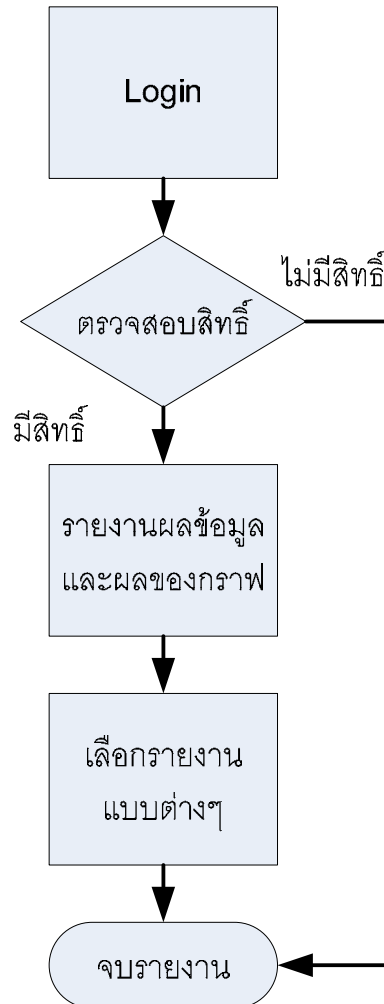 Login
ไม่มีสิทธิ์
ตรวจสอบสิทธิ์
มีสิทธิ์
รายงานผลข้อมูล
และผลของกราฟ
เลือกรายงาน
แบบต่างๆ
จบรายงาน